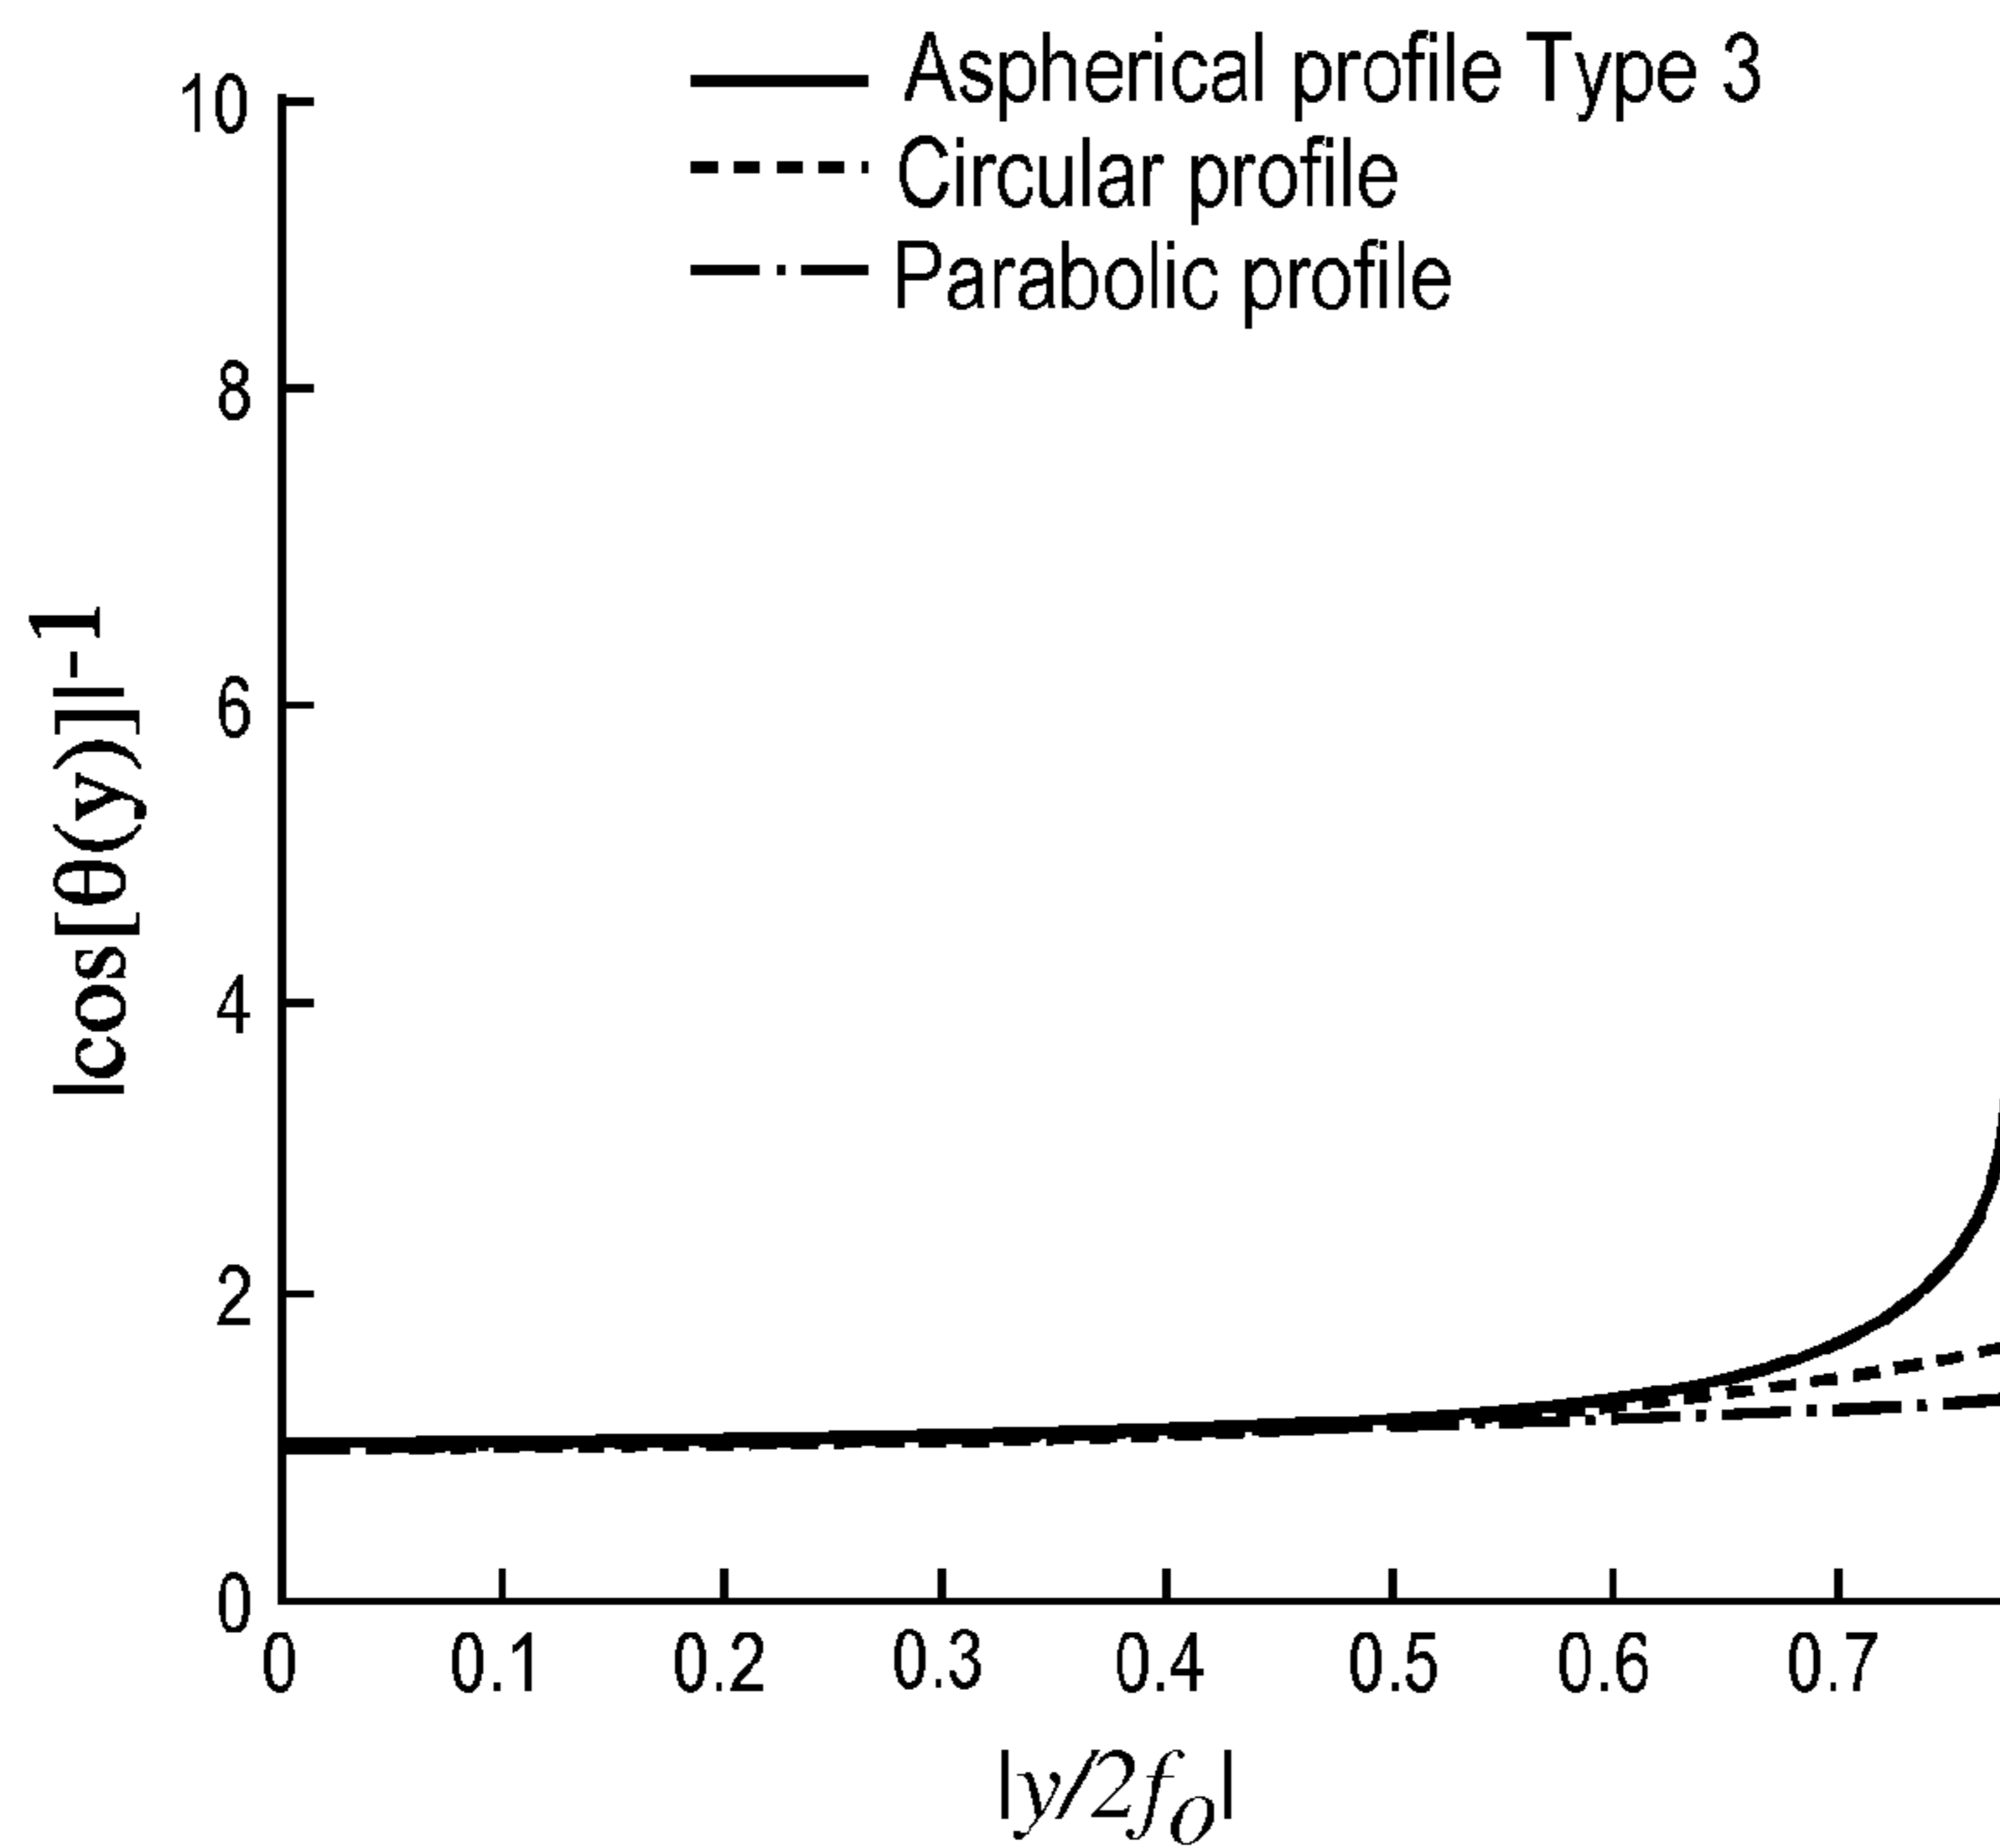 Aspherical profile Type 3
Circular profile
Parabolic profile
10
8
6
4
2
0
|cos[θ(y)]|-1
0 0.1 0.2 0.3 0.4 0.5 0.6 0.7
|y/2fo|